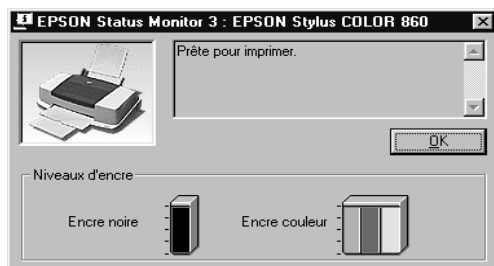 EPSON Status Monitor 3 : EPSON Stylus COLOR 860
Prête pour imprimer.
OK
Niveaux d'encre
Encre noire
Encre couleur